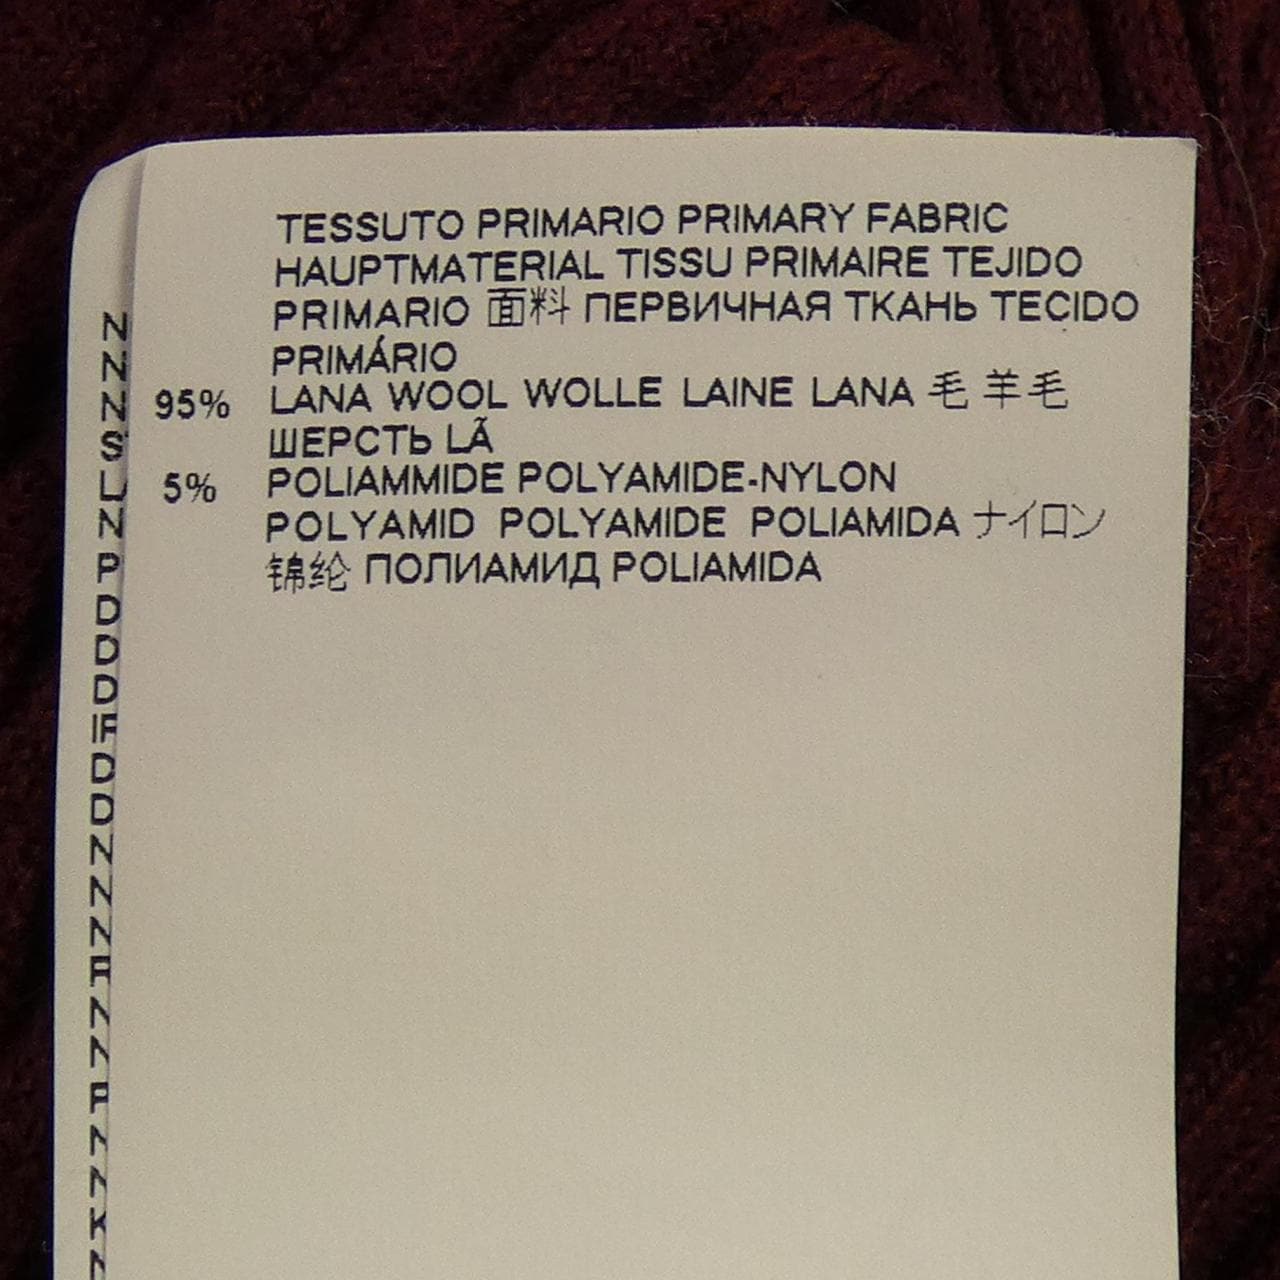 TESSUTO PRIMARIO PRIMARY FABRIC
HAUPTMATERIAL TISSU PRIMAIRE TEJIDO
PRIMARIO 面料 ПЕРВИЧНАЯ ТКАНЬ TECIDO
PRIMÁRIO
95% LANA WOOL WOLLE LAINE LANA 毛 羊毛
ШЕРСТЬ LÃ
5% POLIAMMIDE POLYAMIDE-NYLON
POLYAMID POLYAMIDE POLIAMIDA ナイロン
锦纶 ПОЛИАМИД POLIAMIDA